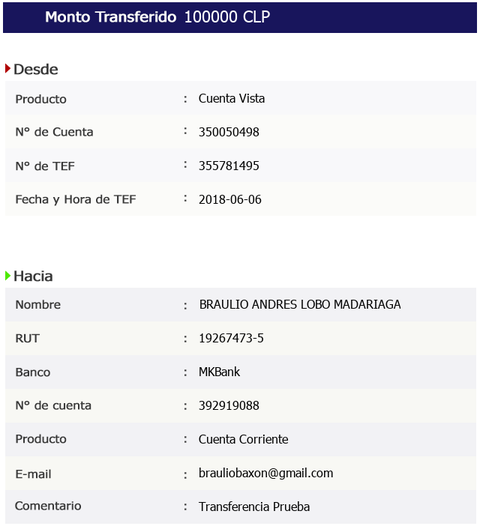 Monto Transferido 100000 CLP
Desde
Producto : Cuenta Vista
N° de Cuenta : 350050498
N° de TEF : 355781495
Fecha y Hora de TEF : 2018-06-06
Hacia
Nombre : BRAULIO ANDRES LOBO MADARIAGA
RUT : 19267473-5
Banco : MKBank
N° de cuenta : 392919088
Producto : Cuenta Corriente
E-mail : brauliobaxon@gmail.com
Comentario : Transferencia Prueba